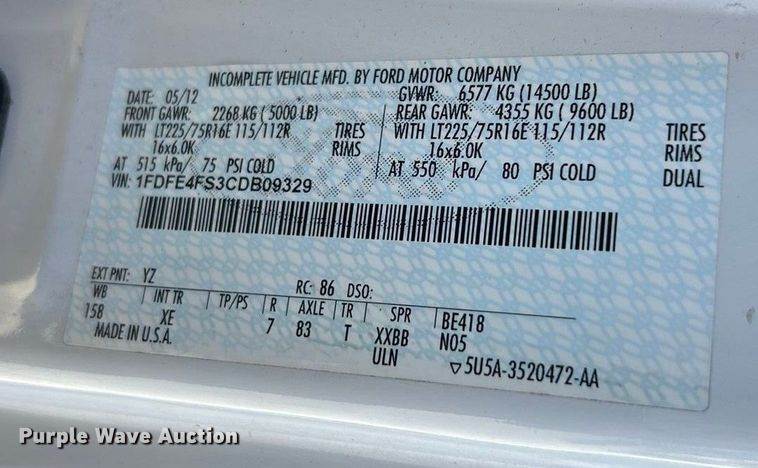 INCOMPLETE VEHICLE MFD. BY FORD MOTOR COMPANY
DATE: 05/12 GVWR: 6577 KG (14500 LB)
FRONT GAWR: 2268 KG ( 5000 LB) REAR GAWR: 4355 KG ( 9600 LB)
WITH LT225/75R16E 115/112R TIRES WITH LT225/75R16E 115/112R TIRES
16x6.0K RIMS 16x6.0K RIMS
AT 515 kPa/ 75 PSI COLD AT 550 kPa/ 80 PSI COLD DUAL
VIN: 1FDFE4FS3CDB09329
EXT PNT: YZ RC: 86 DSO:
WB INT TR TP/PS R AXLE TR SPR BE418
158 XE 7 83 T XXBB N05
MADE IN U.S.A. ULN ▽5U5A-3520472-AA
Purple Wave Auction